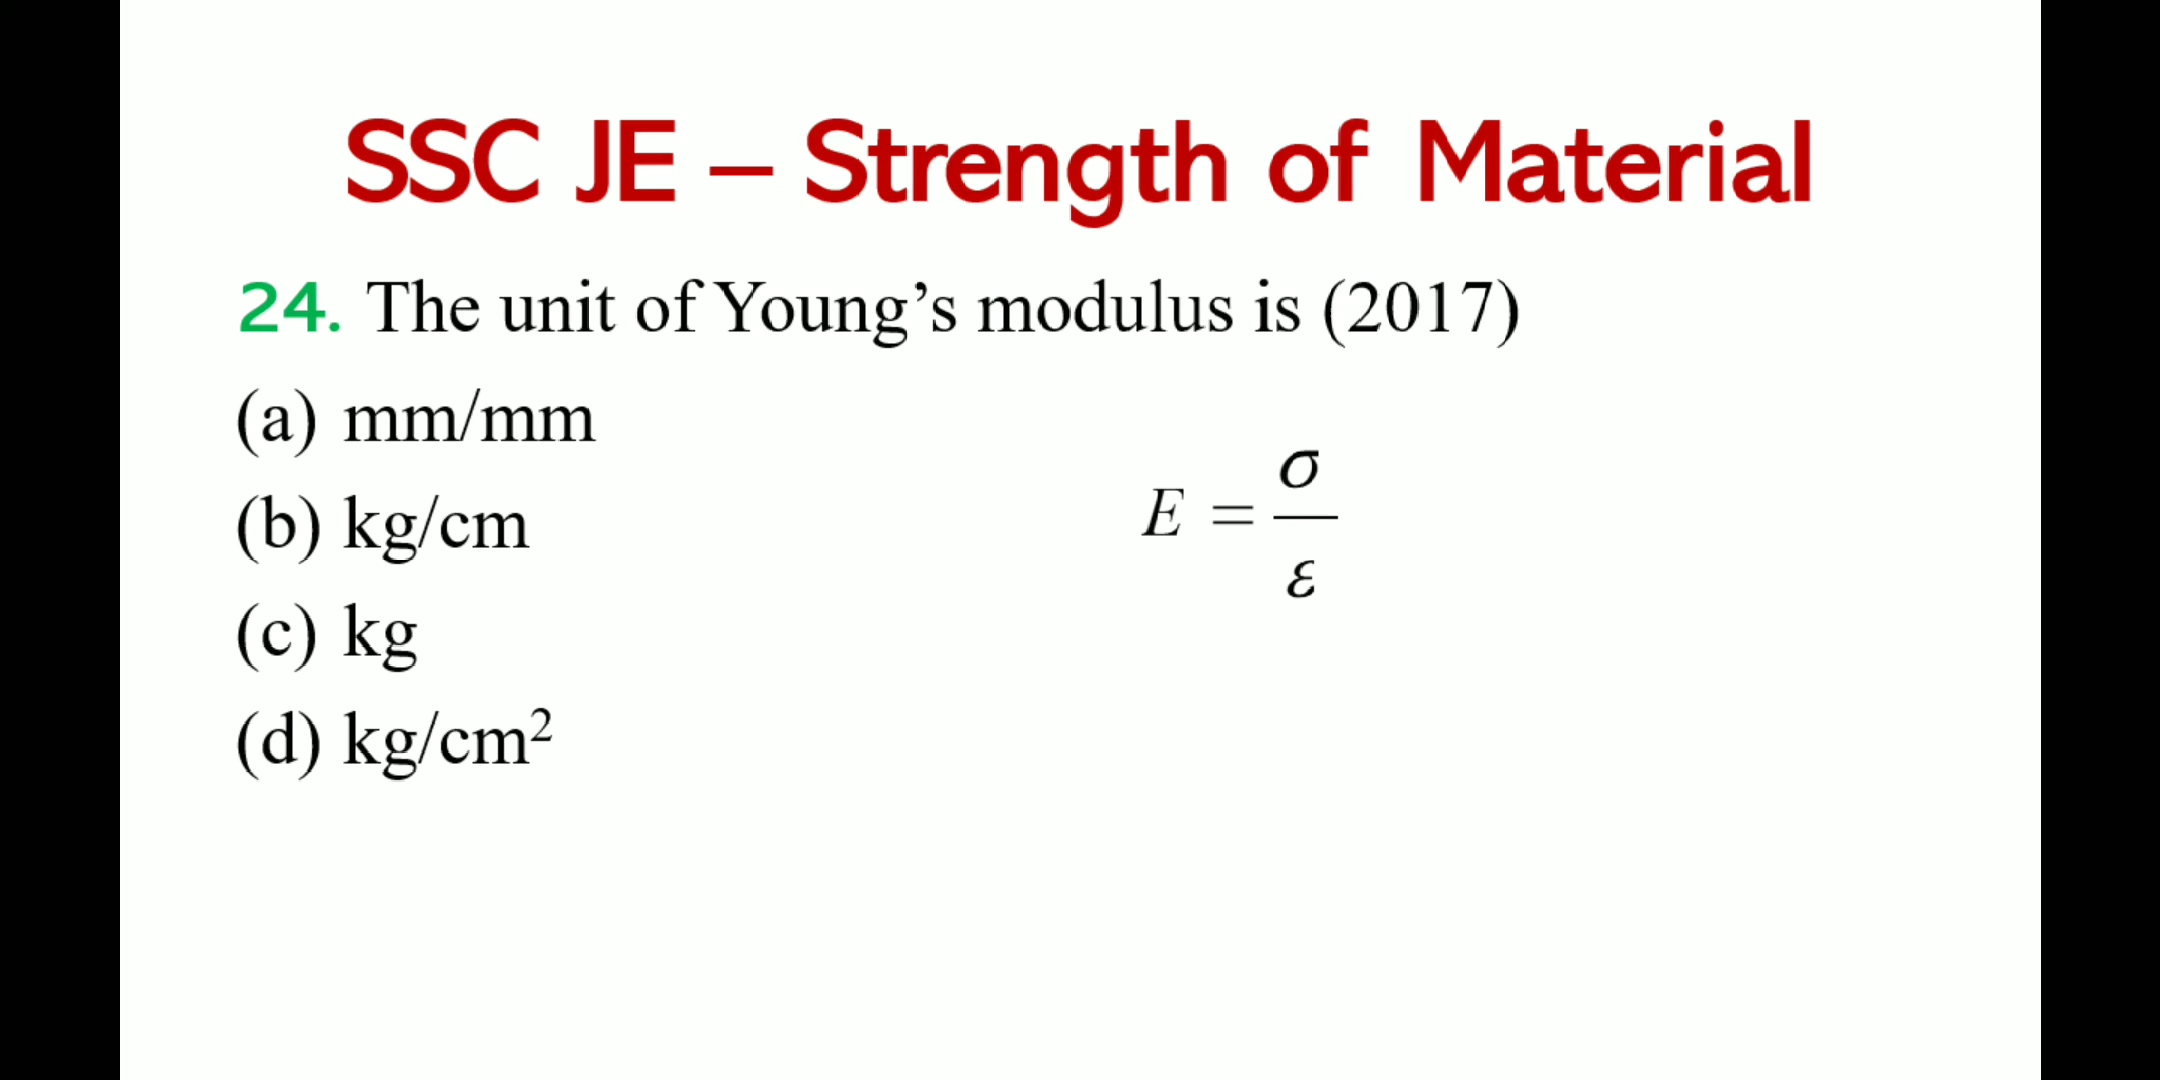 SSC JE – Strength of Material
24. The unit of Young’s modulus is (2017)
(a) mm/mm
(b) kg/cm
(c) kg
(d) kg/cm²
E = σ/ε